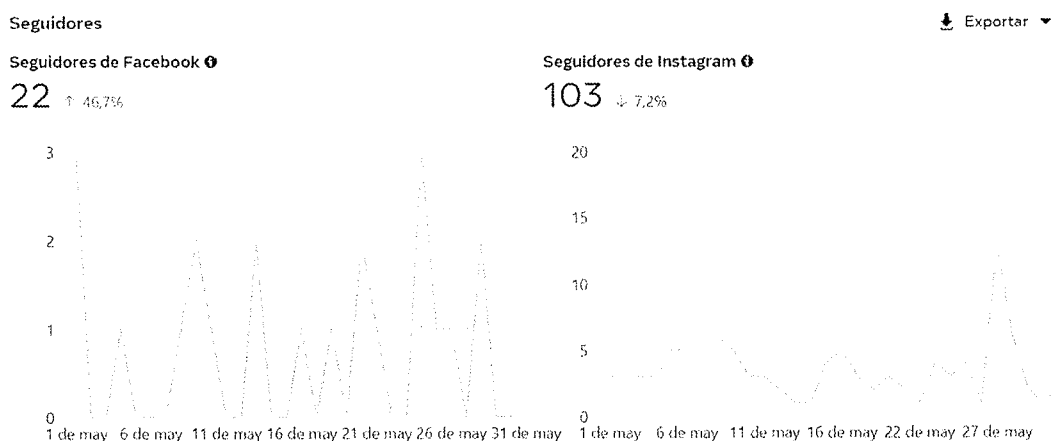 Seguidores
Exportar
Seguidores de Facebook
22 ↑ 46,7%
3
2
1
0
1 de may 6 de may 11 de may 16 de may 21 de may 26 de may 31 de may
Seguidores de Instagram
103 ↓ 7,2%
20
15
10
5
0
1 de may 6 de may 11 de may 16 de may 22 de may 27 de may